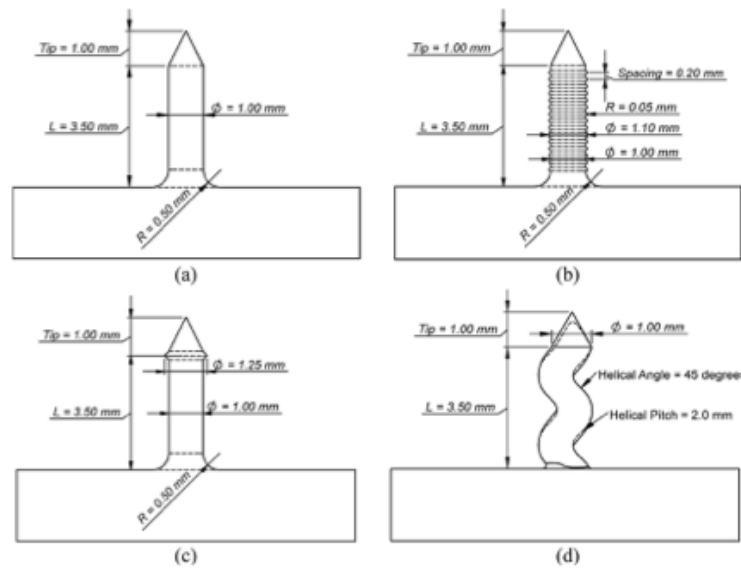 Tip = 1.00 mm
L = 3.50 mm
Ø = 1.00 mm
R = 0.50 mm
(a)
Tip = 1.00 mm
Spacing = 0.20 mm
R = 0.05 mm
L = 3.50 mm
Ø = 1.10 mm
Ø = 1.00 mm
R = 0.50 mm
(b)
Tip = 1.00 mm
Ø = 1.25 mm
L = 3.50 mm
Ø = 1.00 mm
R = 0.50 mm
(c)
Tip = 1.00 mm
Ø = 1.00 mm
Helical Angle = 45 degrees
L = 3.50 mm
Helical Pitch = 2.0 mm
(d)